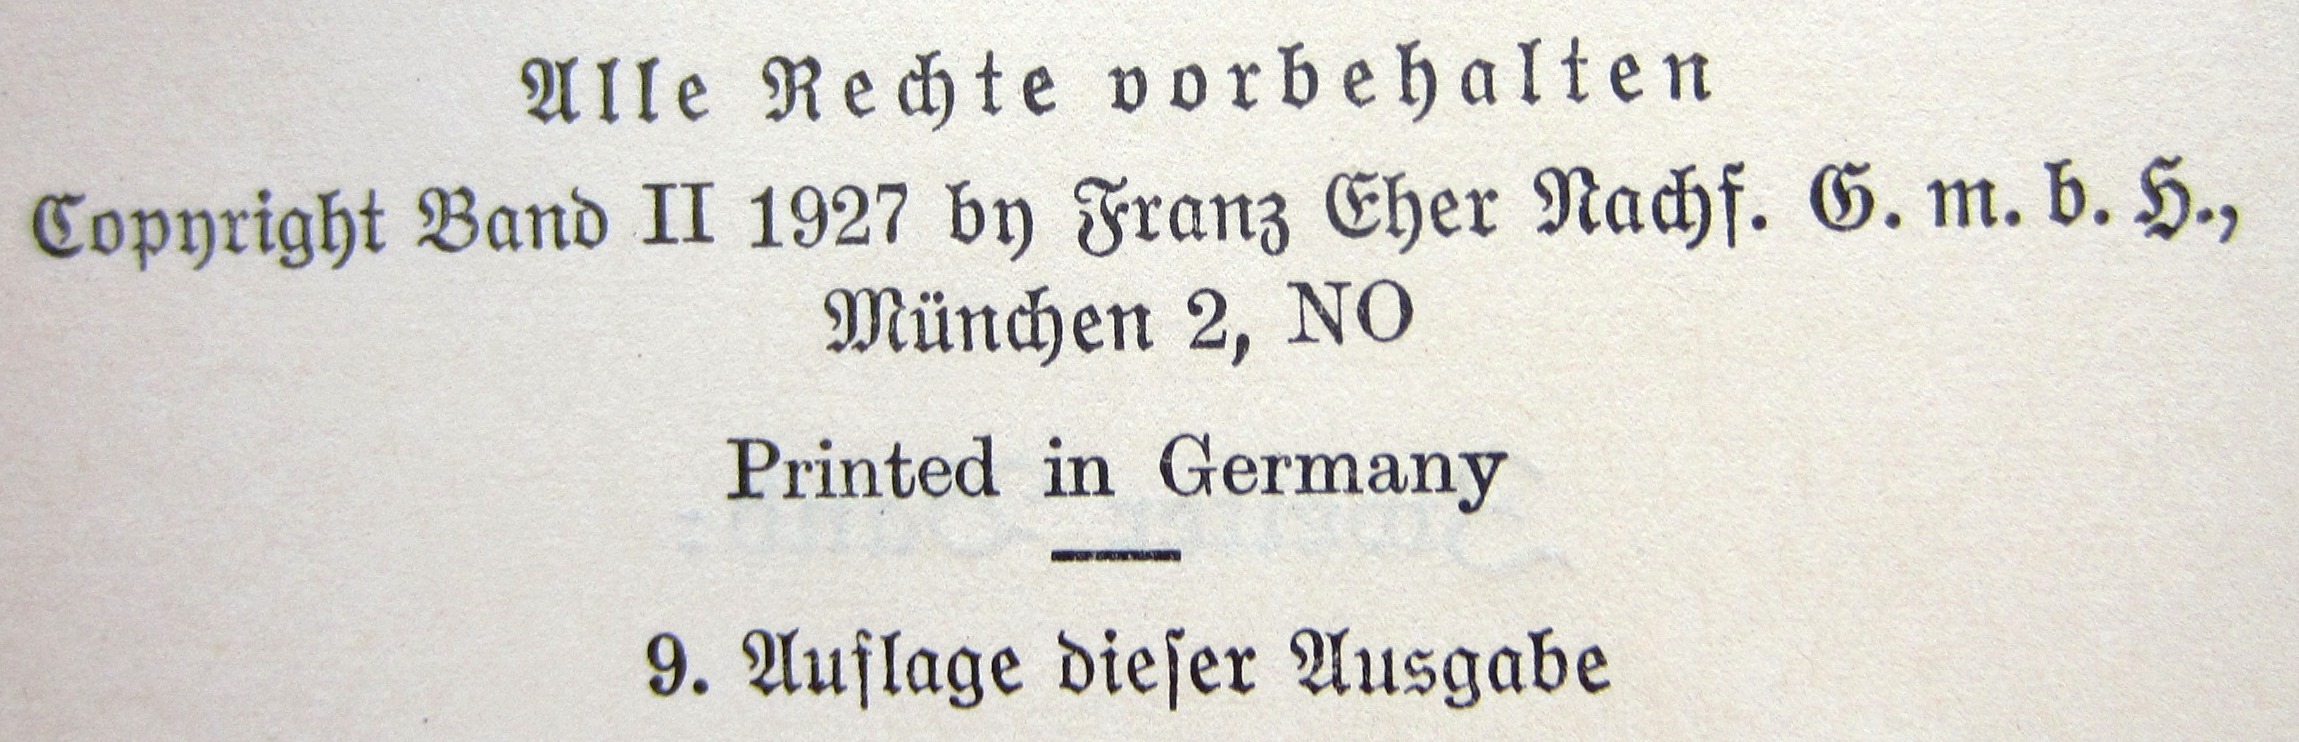 Alle Rechte vorbehalten
Copyright Band II 1927 by Franz Eher Nachf. G. m. b. H.,
München 2, NO
Printed in Germany
9. Auflage dieser Ausgabe